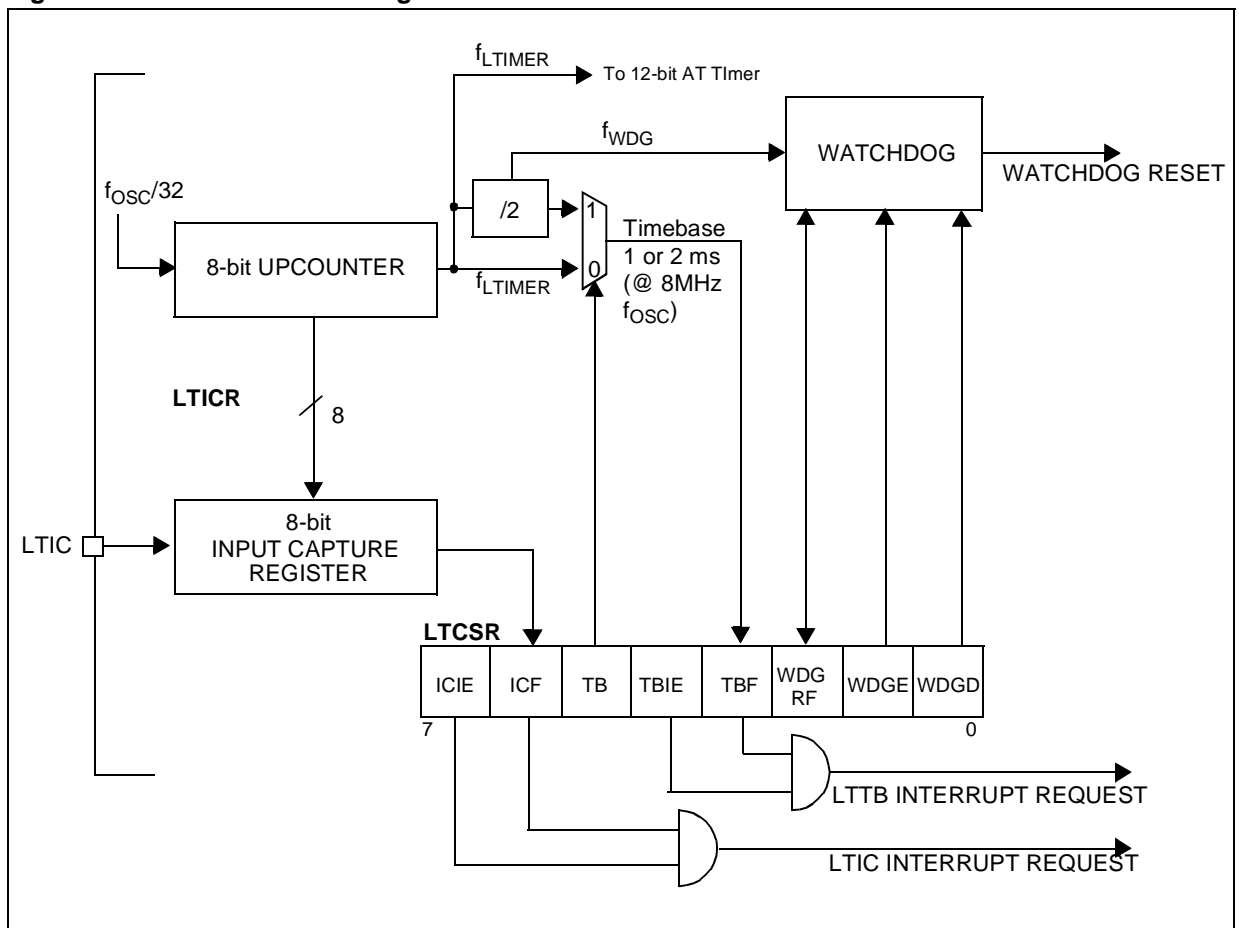 fLTIMER
To 12-bit AT TImer
fWDG
WATCHDOG
WATCHDOG RESET
fOSC/32
/2
1
8-bit UPCOUNTER
fLTIMER
0
Timebase
1 or 2 ms
(@ 8MHz
fOSC)
LTICR
8
LTIC
8-bit
INPUT CAPTURE
REGISTER
LTCSR
ICIE ICF TB TBIE TBF WDG RF WDGE WDGD
7 0
LTTB INTERRUPT REQUEST
LTIC INTERRUPT REQUEST